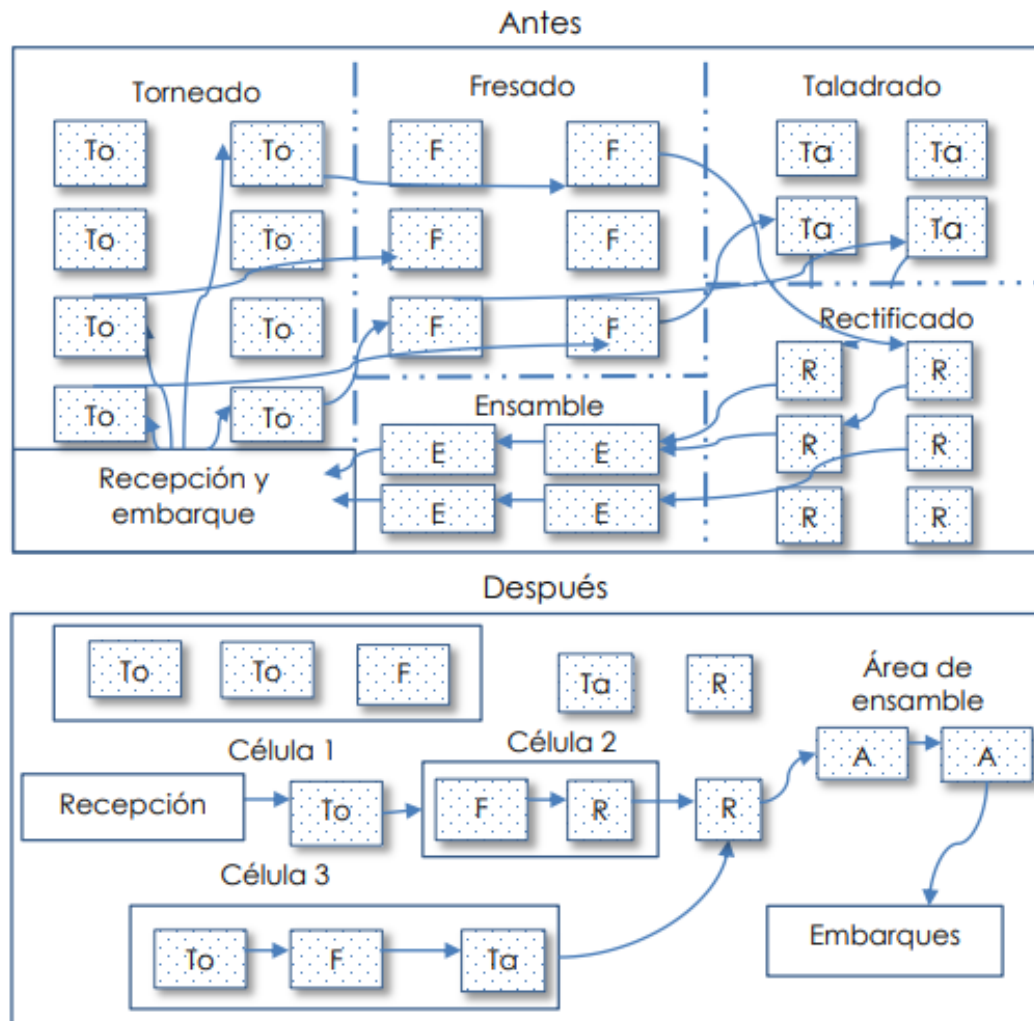 Antes
Torneado
Fresado
Taladrado
To
To
F
F
Ta
Ta
To
To
F
F
Ta
Ta
To
To
F
F
Rectificado
R
R
To
To
Ensamble
E
E
R
R
Recepción y
embarque
E
E
R
R
Después
To
To
F
Ta
R
Área de
ensamble
Célula 1
Célula 2
A
A
Recepción
To
F
R
R
Célula 3
To
F
Ta
Embarques